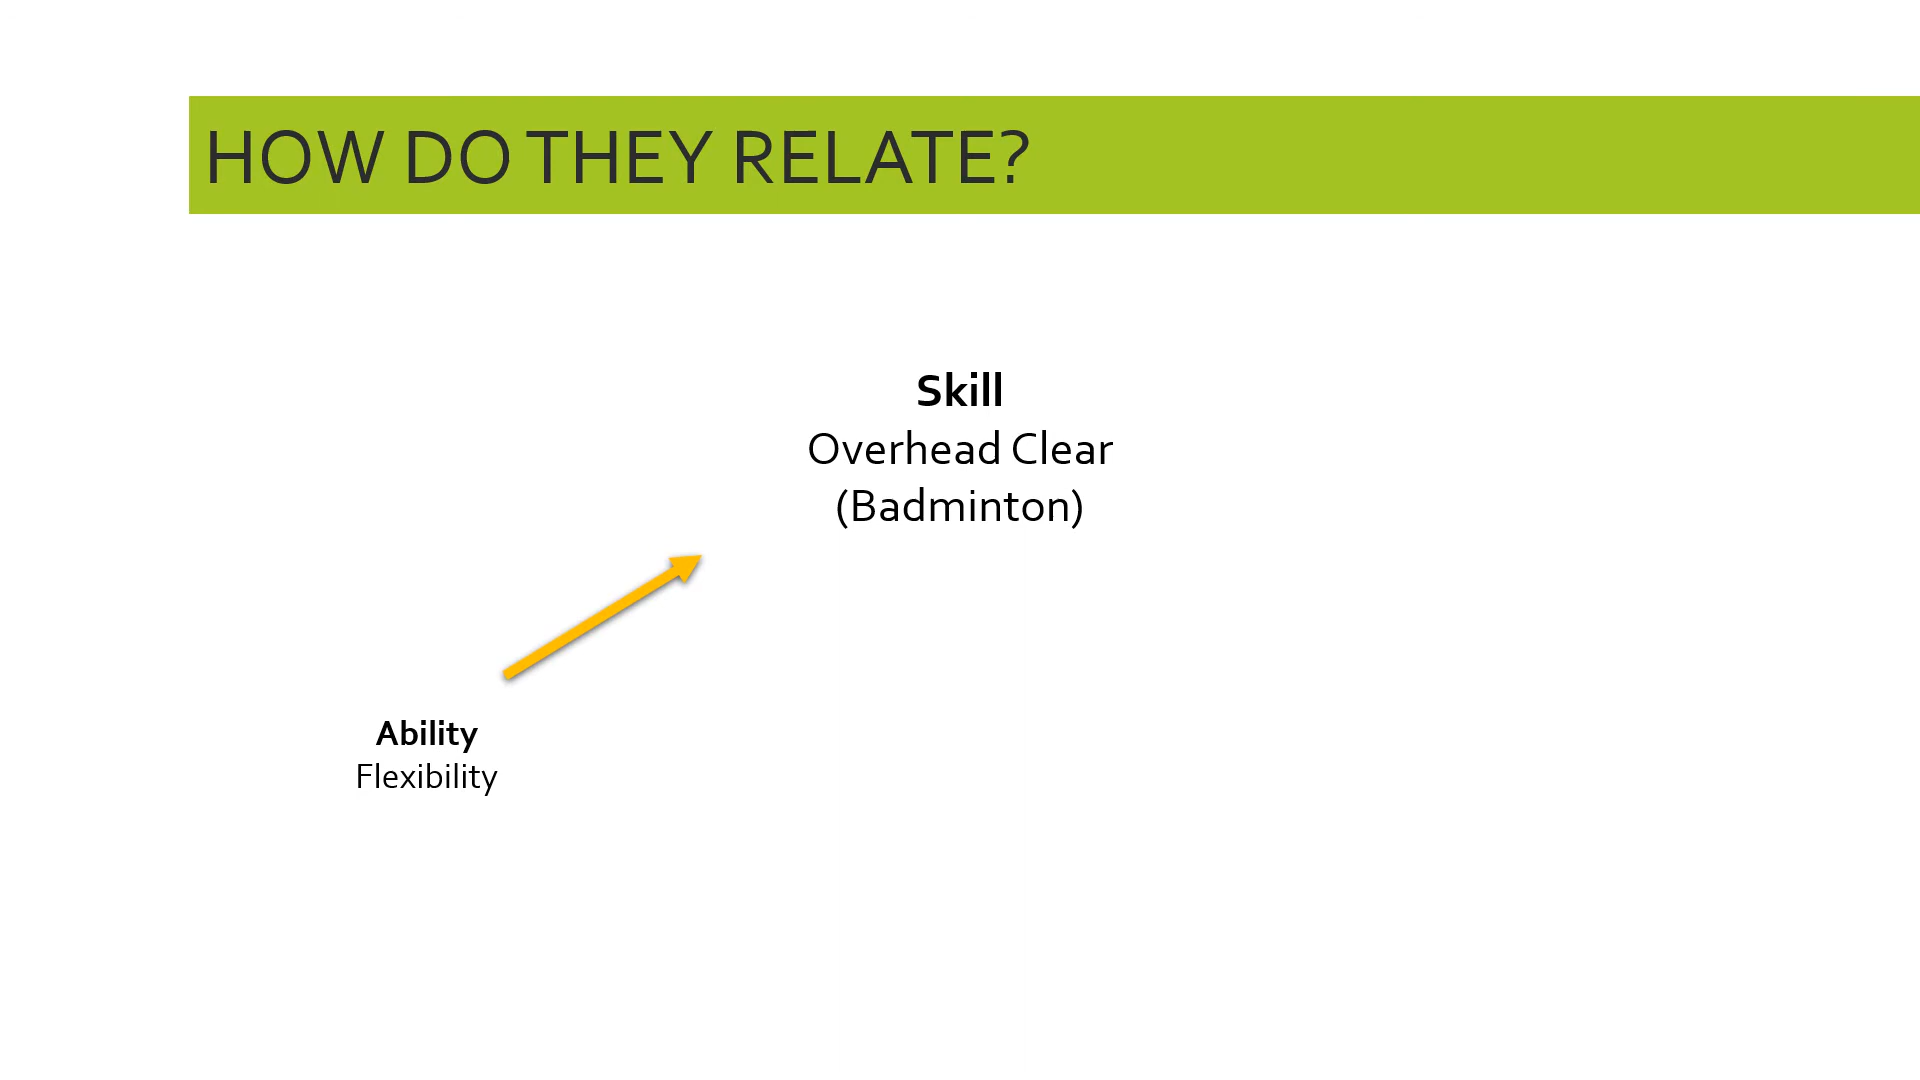 HOW DO THEY RELATE?
Skill
Overhead Clear
(Badminton)
Ability
Flexibility